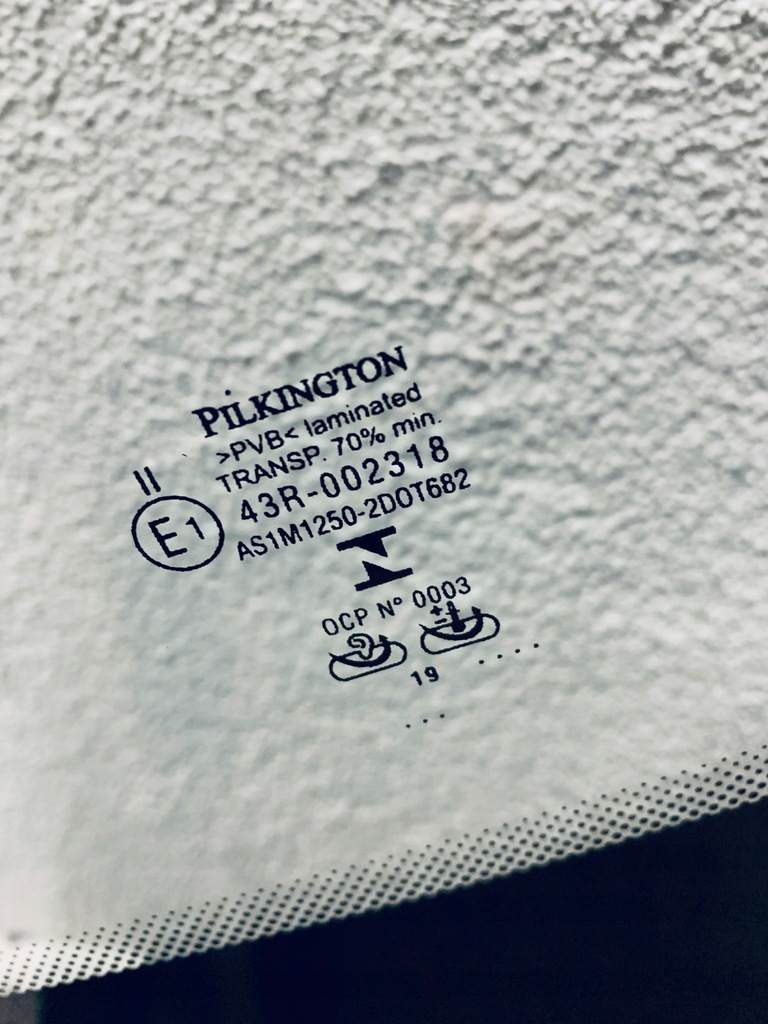 PILKINGTON
>PVB< laminated
TRANSP. 70% min.
II
E1 43R-002318
AS1M1250-2DOT682
OCP Nº 0003
+
19 ....
...